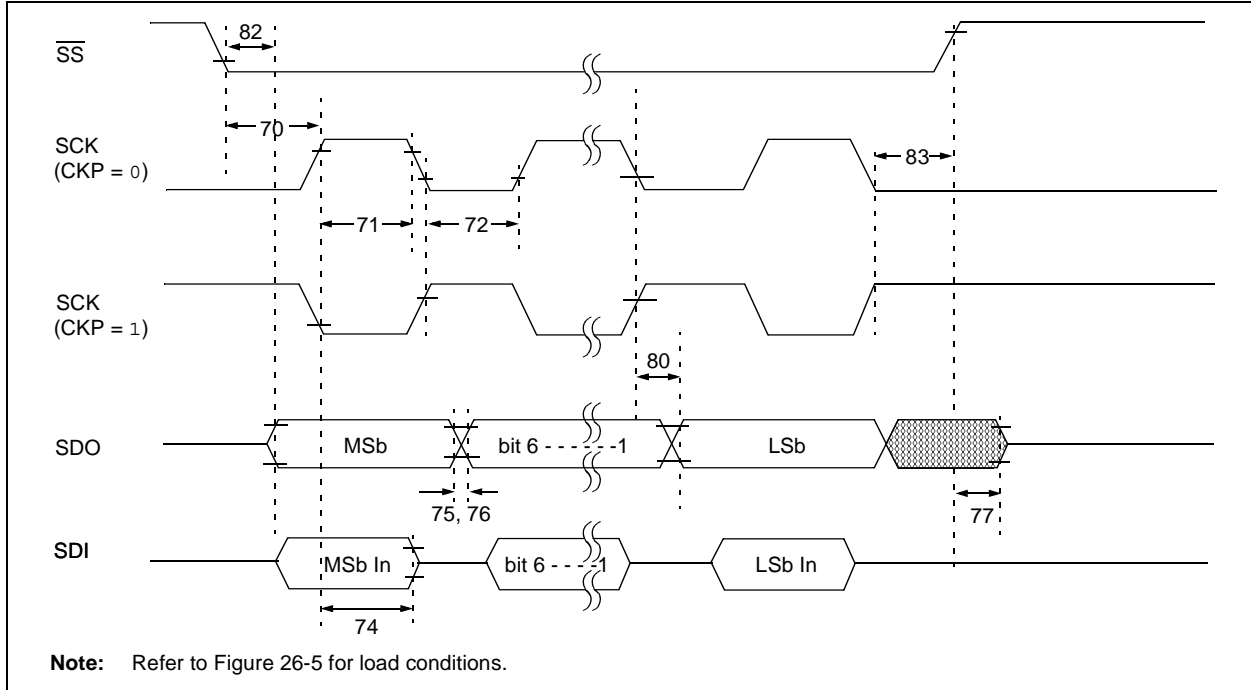 82
SS
70
SCK
(CKP = 0)
83
71
72
SCK
(CKP = 1)
80
SDO
MSb
bit 6 - - - - - -1
LSb
75, 76
77
SDI
MSb In
bit 6 - - - -1
LSb In
74
Note: Refer to Figure 26-5 for load conditions.